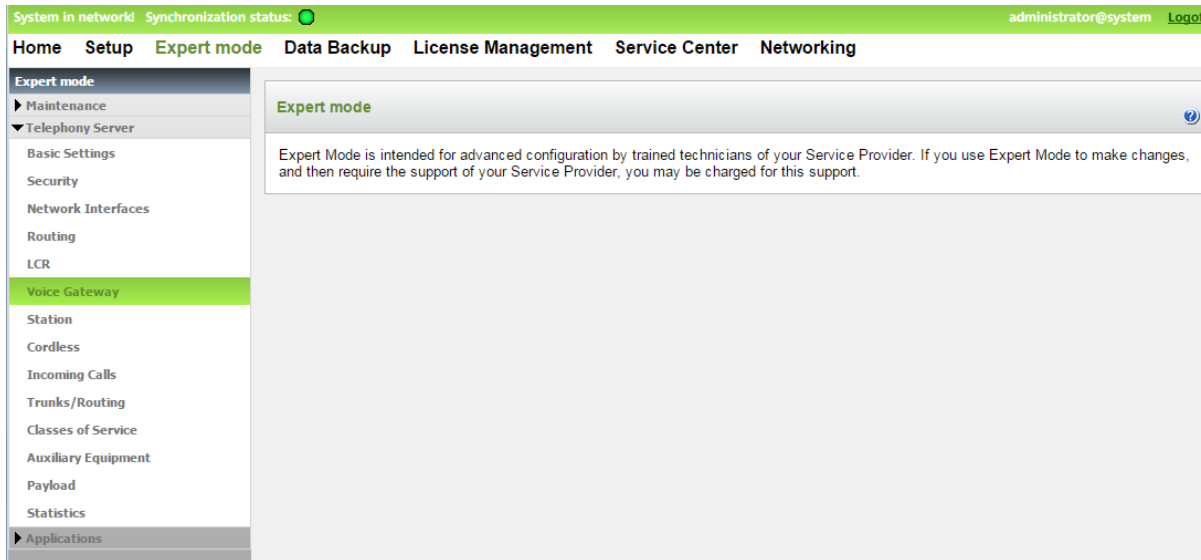 System in network! Synchronization status:
administrator@system Logof
Home Setup Expert mode Data Backup License Management Service Center Networking
Expert mode
Maintenance
Telephony Server
Basic Settings
Security
Network Interfaces
Routing
LCR
Voice Gateway
Station
Cordless
Incoming Calls
Trunks/Routing
Classes of Service
Auxiliary Equipment
Payload
Statistics
Applications
Expert mode
?
Expert Mode is intended for advanced configuration by trained technicians of your Service Provider. If you use Expert Mode to make changes,
and then require the support of your Service Provider, you may be charged for this support.